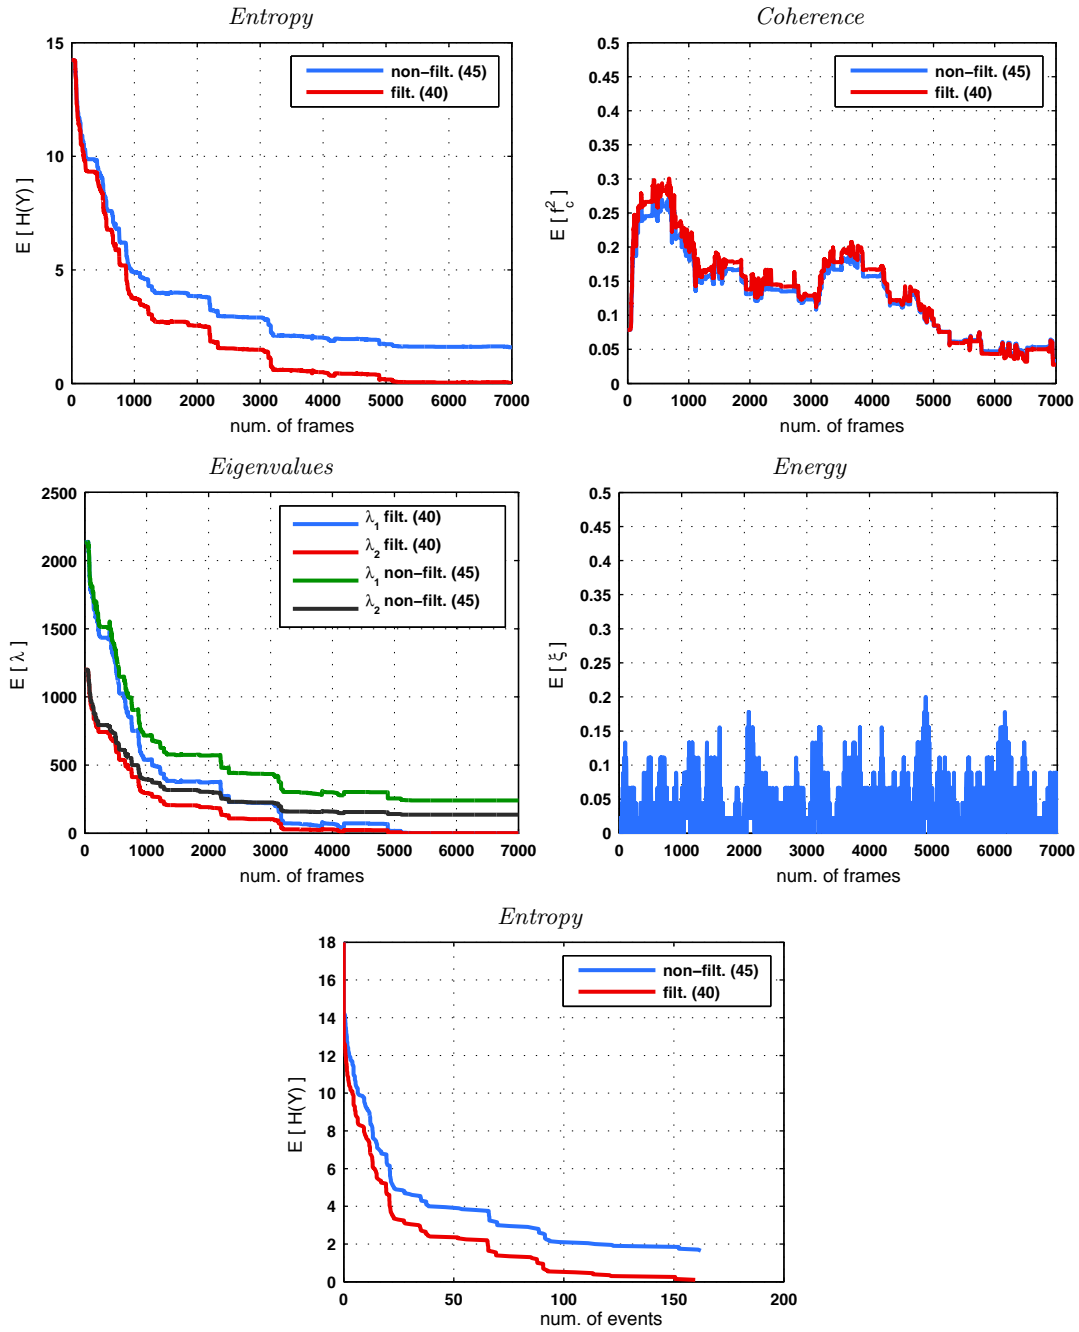 Entropy
15
10
5
0
0 1000 2000 3000 4000 5000 6000 7000
num. of frames
E [ H(Y) ]
non−filt. (45)
filt. (40)
Coherence
0.5
0.45
0.4
0.35
0.3
0.25
0.2
0.15
0.1
0.05
0
0 1000 2000 3000 4000 5000 6000 7000
num. of frames
E [ f_c^2 ]
non−filt. (45)
filt. (40)
Eigenvalues
2500
2000
1500
1000
500
0
0 1000 2000 3000 4000 5000 6000 7000
num. of frames
E [ λ ]
λ_1 filt. (40)
λ_2 filt. (40)
λ_1 non−filt. (45)
λ_2 non−filt. (45)
Energy
0.5
0.45
0.4
0.35
0.3
0.25
0.2
0.15
0.1
0.05
0
0 1000 2000 3000 4000 5000 6000 7000
num. of frames
E [ ξ ]
Entropy
18
16
14
12
10
8
6
4
2
0
0 50 100 150 200
num. of events
E [ H(Y) ]
non−filt. (45)
filt. (40)